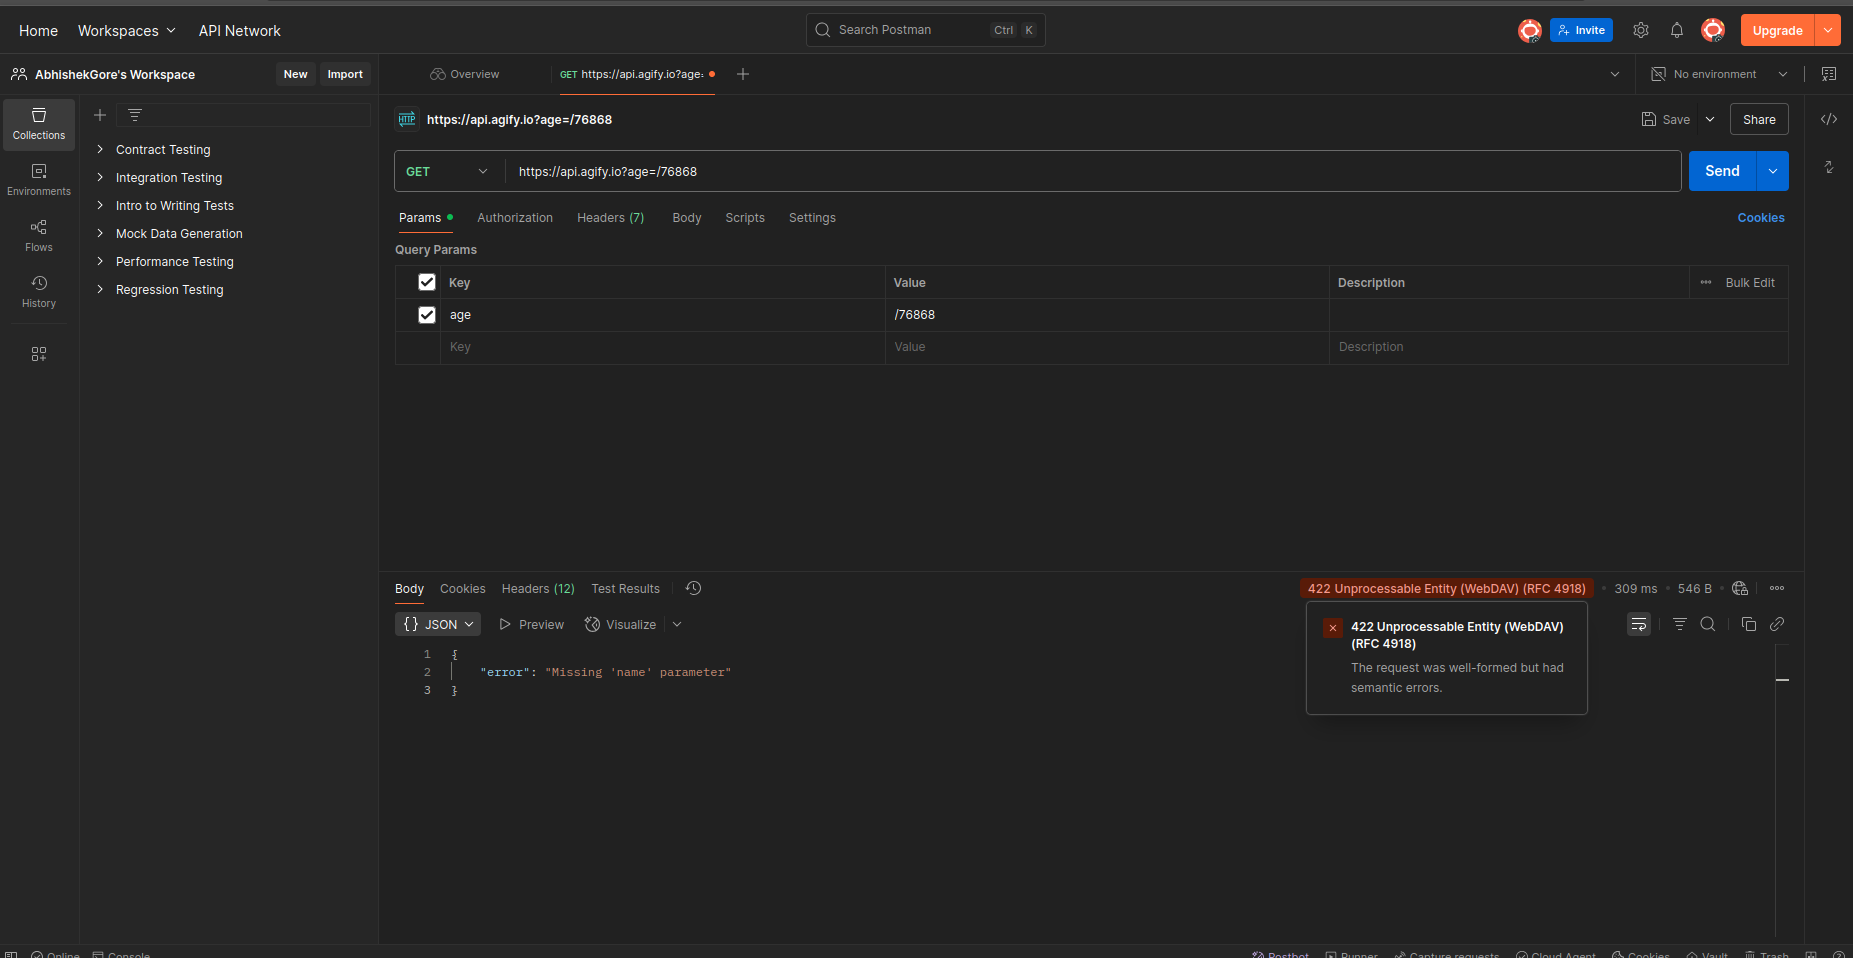 Home Workspaces API Network Search Postman Ctrl K Invite Upgrade
AbhishekGore's Workspace New Import Overview GET https://api.agify.io?age: No environment
Collections
Environments
Flows
History
Contract Testing
Integration Testing
Intro to Writing Tests
Mock Data Generation
Performance Testing
Regression Testing
HTTP https://api.agify.io?age=/76868 Save Share
GET https://api.agify.io?age=/76868 Send
Params Authorization Headers (7) Body Scripts Settings Cookies
Query Params
Key Value Description Bulk Edit
age /76868
Key Value Description
Body Cookies Headers (12) Test Results 422 Unprocessable Entity (WebDAV) (RFC 4918) 309 ms 546 B
{} JSON Preview Visualize
1 {
2 "error": "Missing 'name' parameter"
3 }
422 Unprocessable Entity (WebDAV)
(RFC 4918)
The request was well-formed but had
semantic errors.
Online Console Postbot Runner Capture requests Cloud Agent Cookies Vault Trash